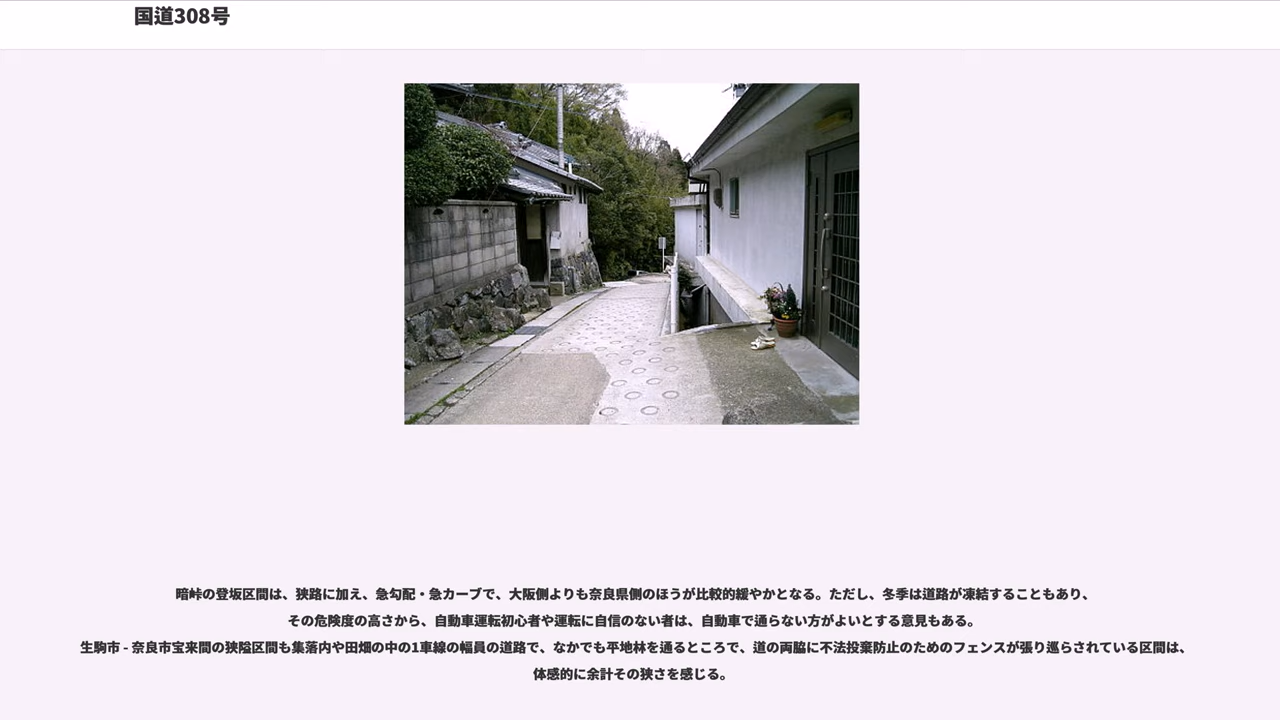 国道308号
暗峠の登坂区間は、狭路に加え、急勾配・急カーブで、大阪側よりも奈良県側のほうが比較的緩やかとなる。ただし、冬季は道路が凍結することもあり、
その危険度の高さから、自動車運転初心者や運転に自信のない者は、自動車で通らない方がよいとする意見もある。
生駒市 - 奈良市宝来間の狭隘区間も集落内や田畑の中の1車線の幅員の道路で、なかでも平地林を通るところで、道の両脇に不法投棄防止のためのフェンスが張り巡らされている区間は、
体感的に余計その狭さを感じる。